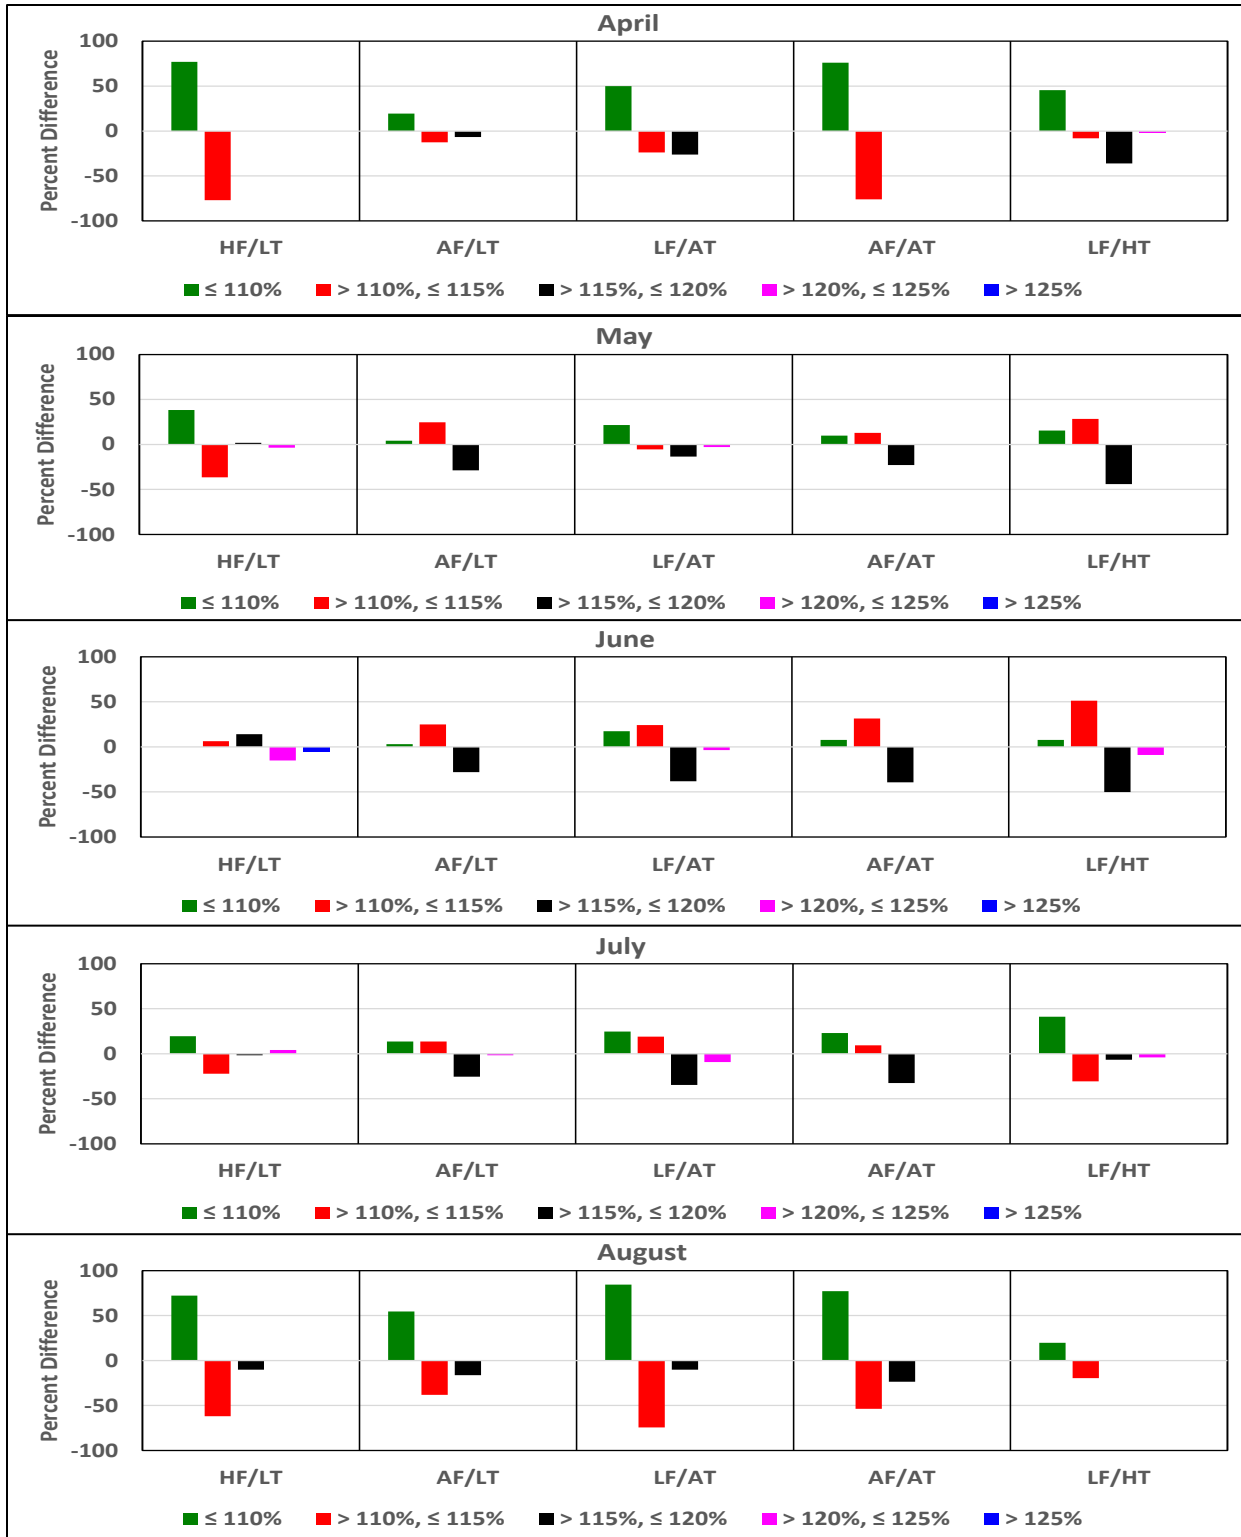 April
Percent Difference
100
50
0
-50
-100
HF/LT AF/LT LF/AT AF/AT LF/HT
≤ 110% > 110%, ≤ 115% > 115%, ≤ 120% > 120%, ≤ 125% > 125%
May
Percent Difference
100
50
0
-50
-100
HF/LT AF/LT LF/AT AF/AT LF/HT
≤ 110% > 110%, ≤ 115% > 115%, ≤ 120% > 120%, ≤ 125% > 125%
June
Percent Difference
100
50
0
-50
-100
HF/LT AF/LT LF/AT AF/AT LF/HT
≤ 110% > 110%, ≤ 115% > 115%, ≤ 120% > 120%, ≤ 125% > 125%
July
Percent Difference
100
50
0
-50
-100
HF/LT AF/LT LF/AT AF/AT LF/HT
≤ 110% > 110%, ≤ 115% > 115%, ≤ 120% > 120%, ≤ 125% > 125%
August
Percent Difference
100
50
0
-50
-100
HF/LT AF/LT LF/AT AF/AT LF/HT
≤ 110% > 110%, ≤ 115% > 115%, ≤ 120% > 120%, ≤ 125% > 125%